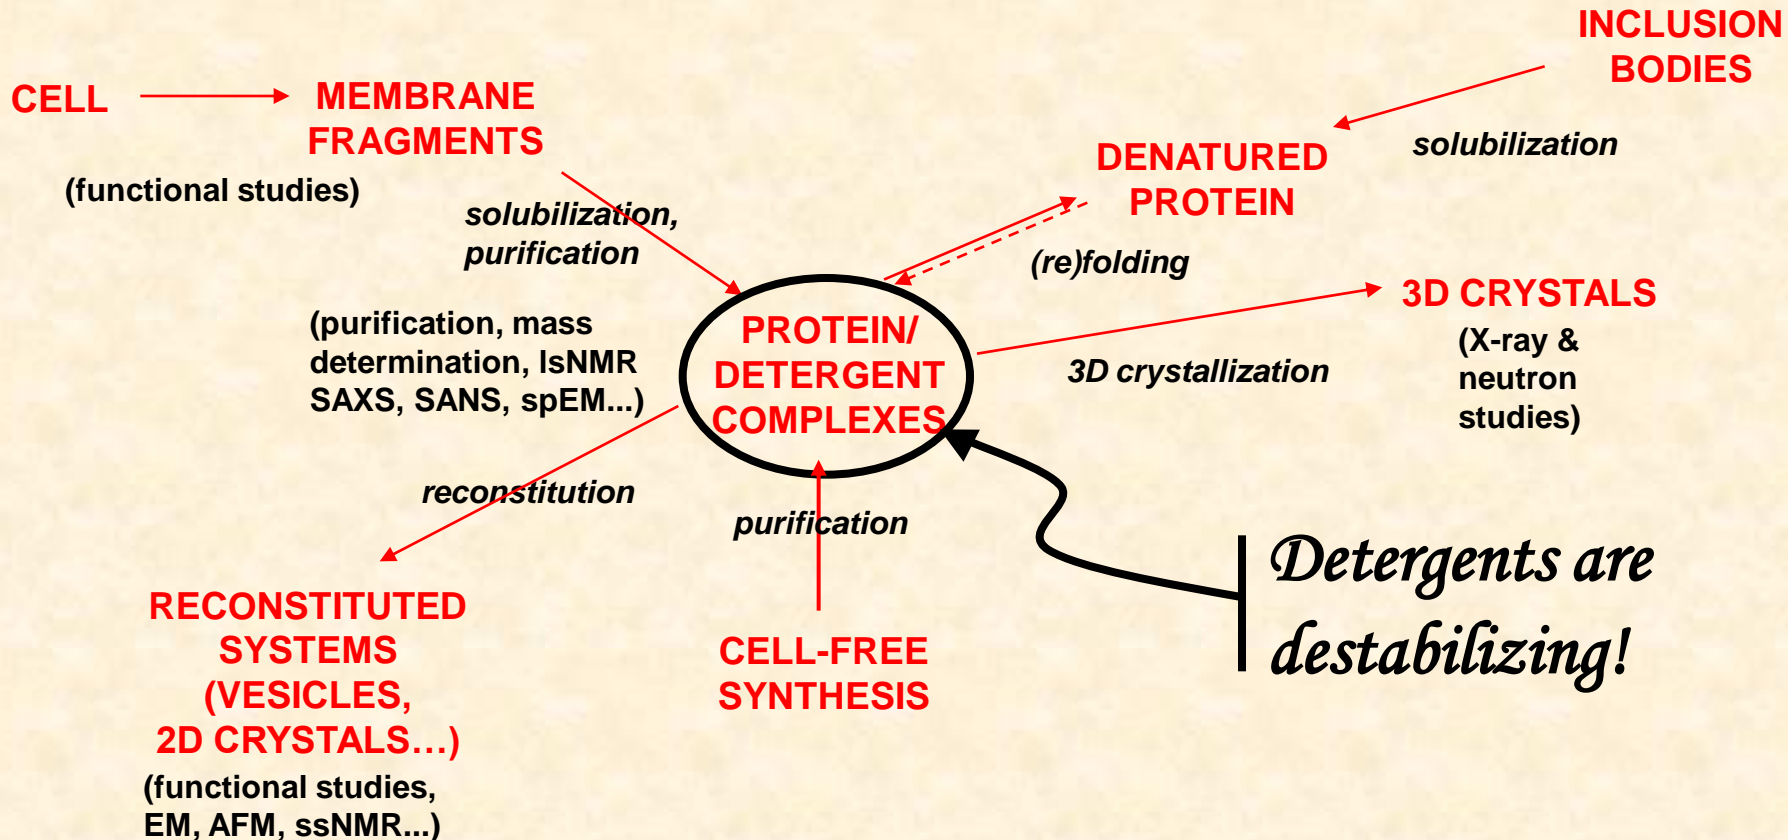 INCLUSION
BODIES
CELL
MEMBRANE
FRAGMENTS
(functional studies)
solubilization
DENATURED
PROTEIN
solubilization,
purification
(re)folding
3D CRYSTALS
(X-ray &
neutron
studies)
(purification, mass
determination, lsNMR
SAXS, SANS, spEM...)
PROTEIN/
DETERGENT
COMPLEXES
3D crystallization
reconstitution
purification
Detergents are
destabilizing!
RECONSTITUTED
SYSTEMS
(VESICLES,
2D CRYSTALS…)
(functional studies,
EM, AFM, ssNMR...)
CELL-FREE
SYNTHESIS